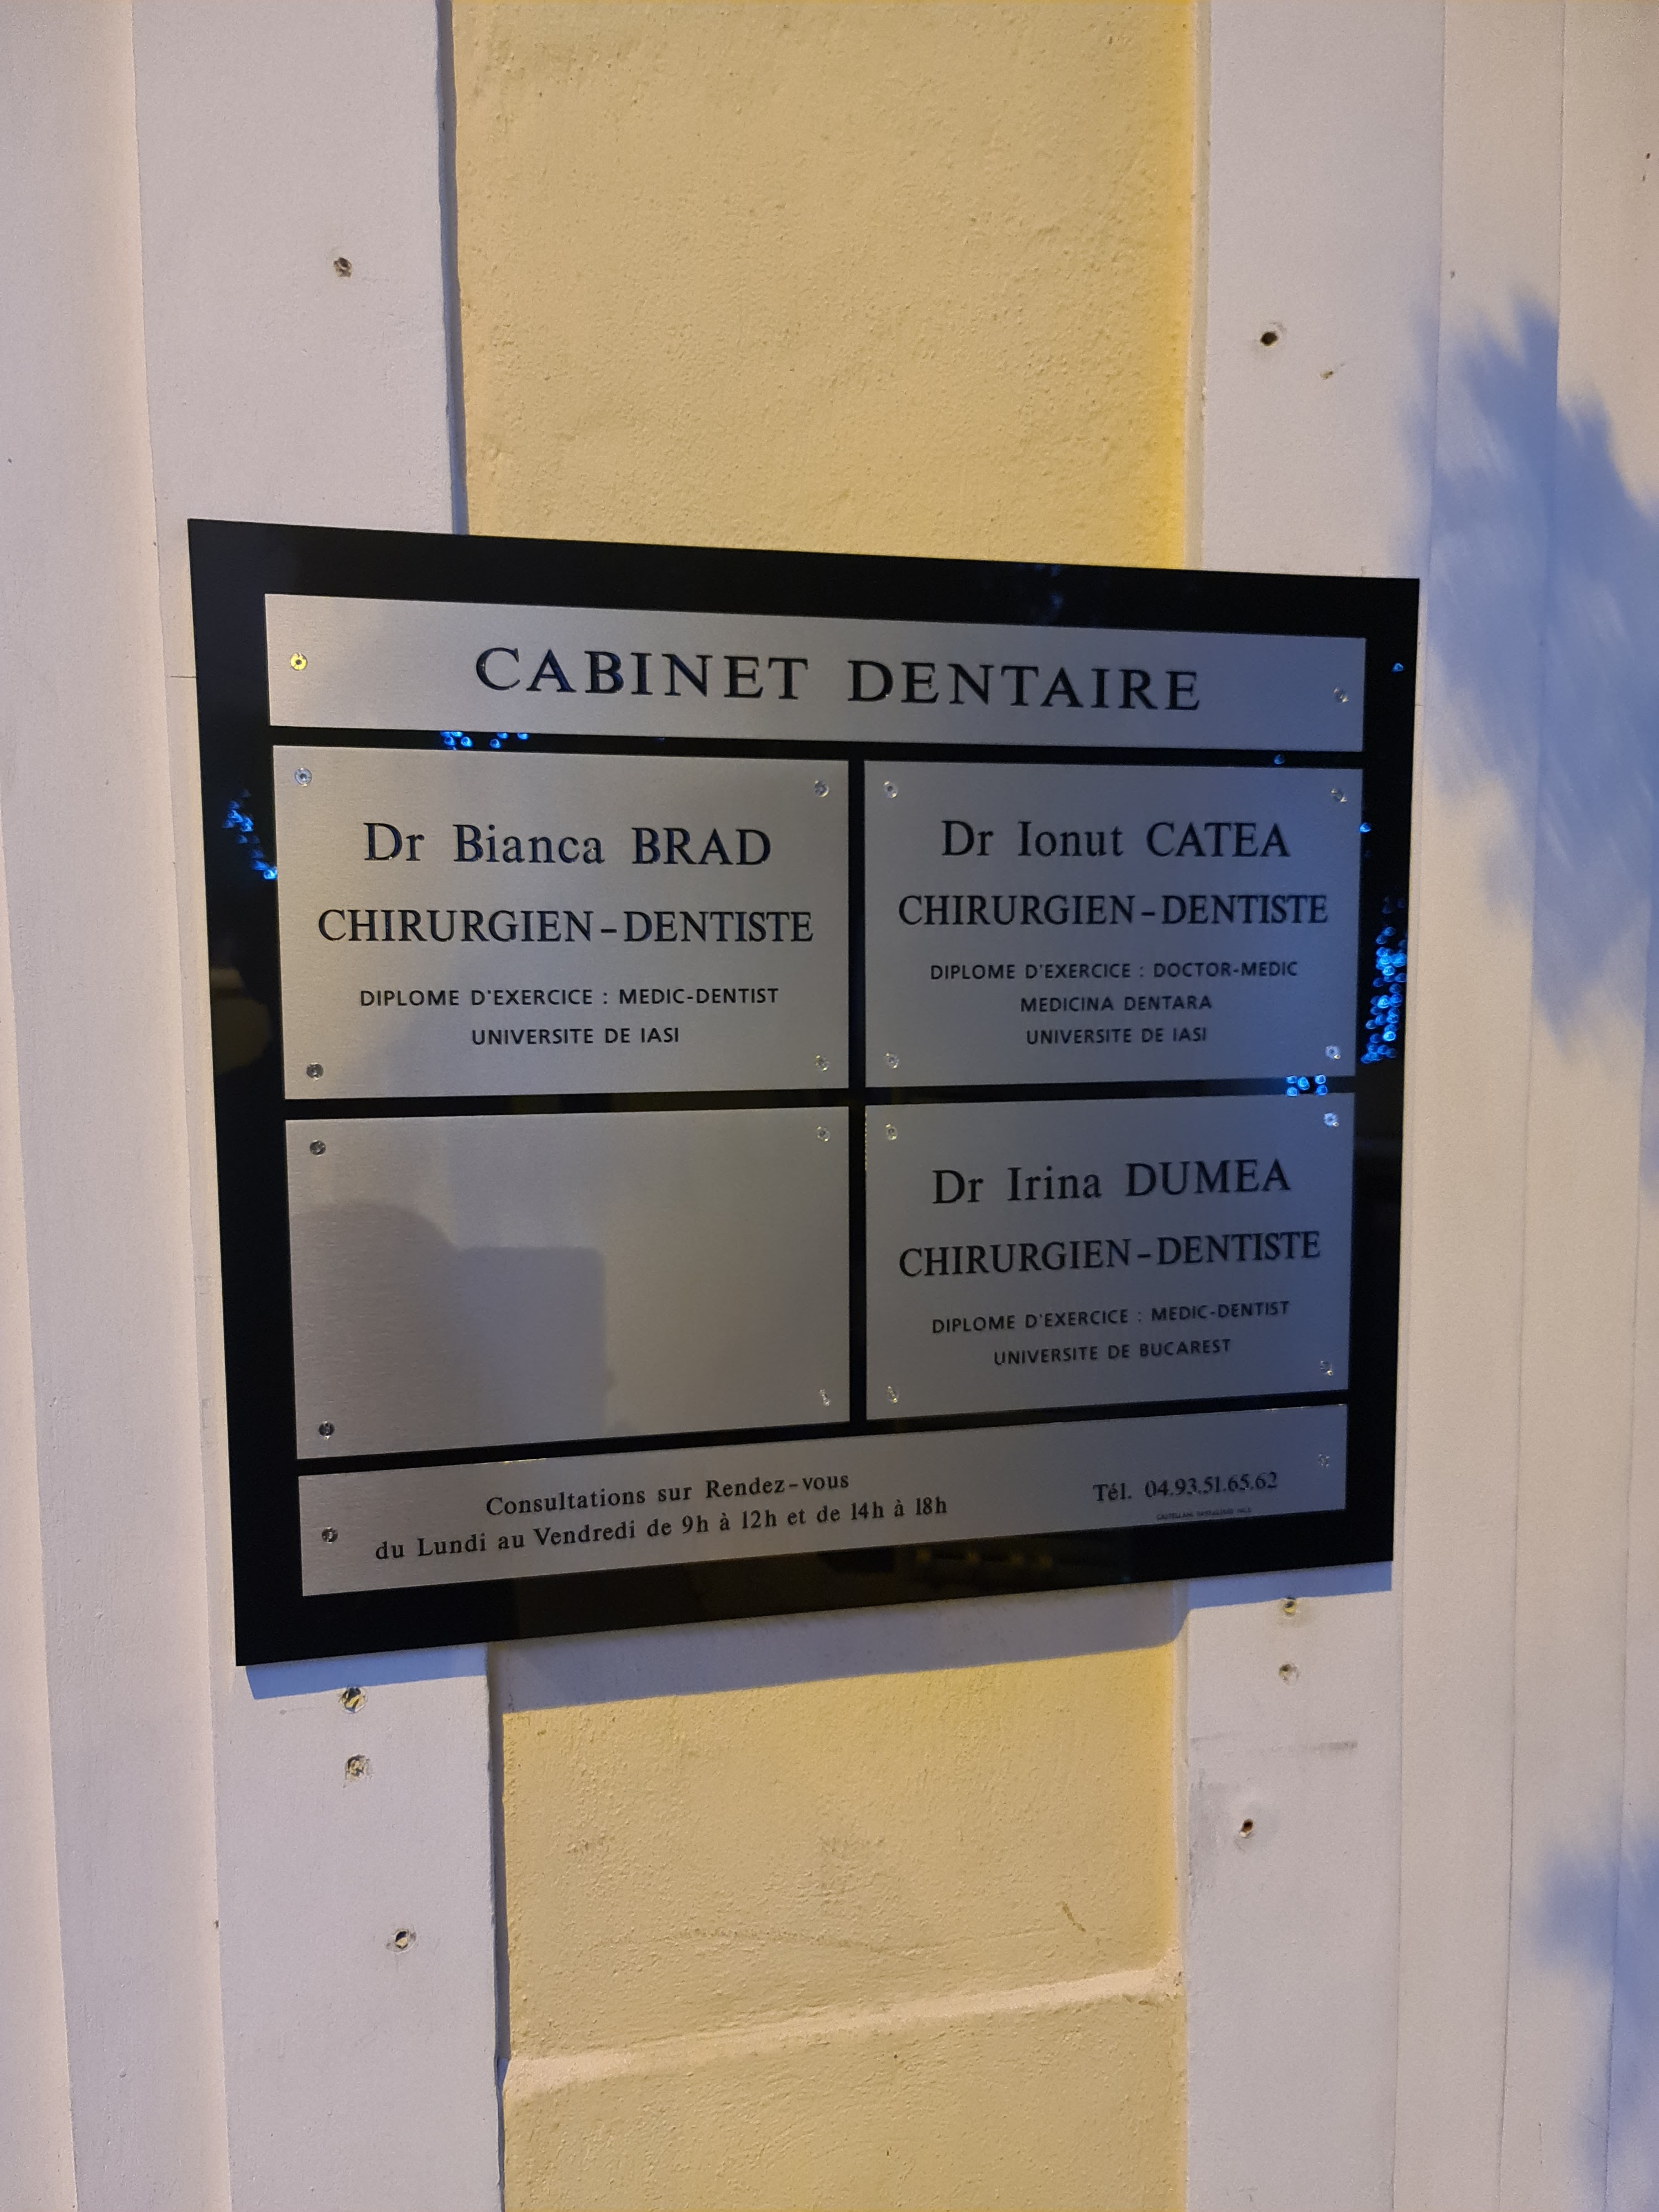 CABINET DENTAIRE
Dr Bianca BRAD
CHIRURGIEN-DENTISTE
DIPLOME D'EXERCICE : MEDIC-DENTIST
UNIVERSITE DE IASI
Dr Ionut CATEA
CHIRURGIEN-DENTISTE
DIPLOME D'EXERCICE : DOCTOR-MEDIC
MEDICINA DENTARA
UNIVERSITE DE IASI
Dr Irina DUMEA
CHIRURGIEN-DENTISTE
DIPLOME D'EXERCICE : MEDIC-DENTIST
UNIVERSITE DE BUCAREST
Consultations sur Rendez-vous
du Lundi au Vendredi de 9h à 12h et de 14h à 18h
Tél. 04.93.51.65.62